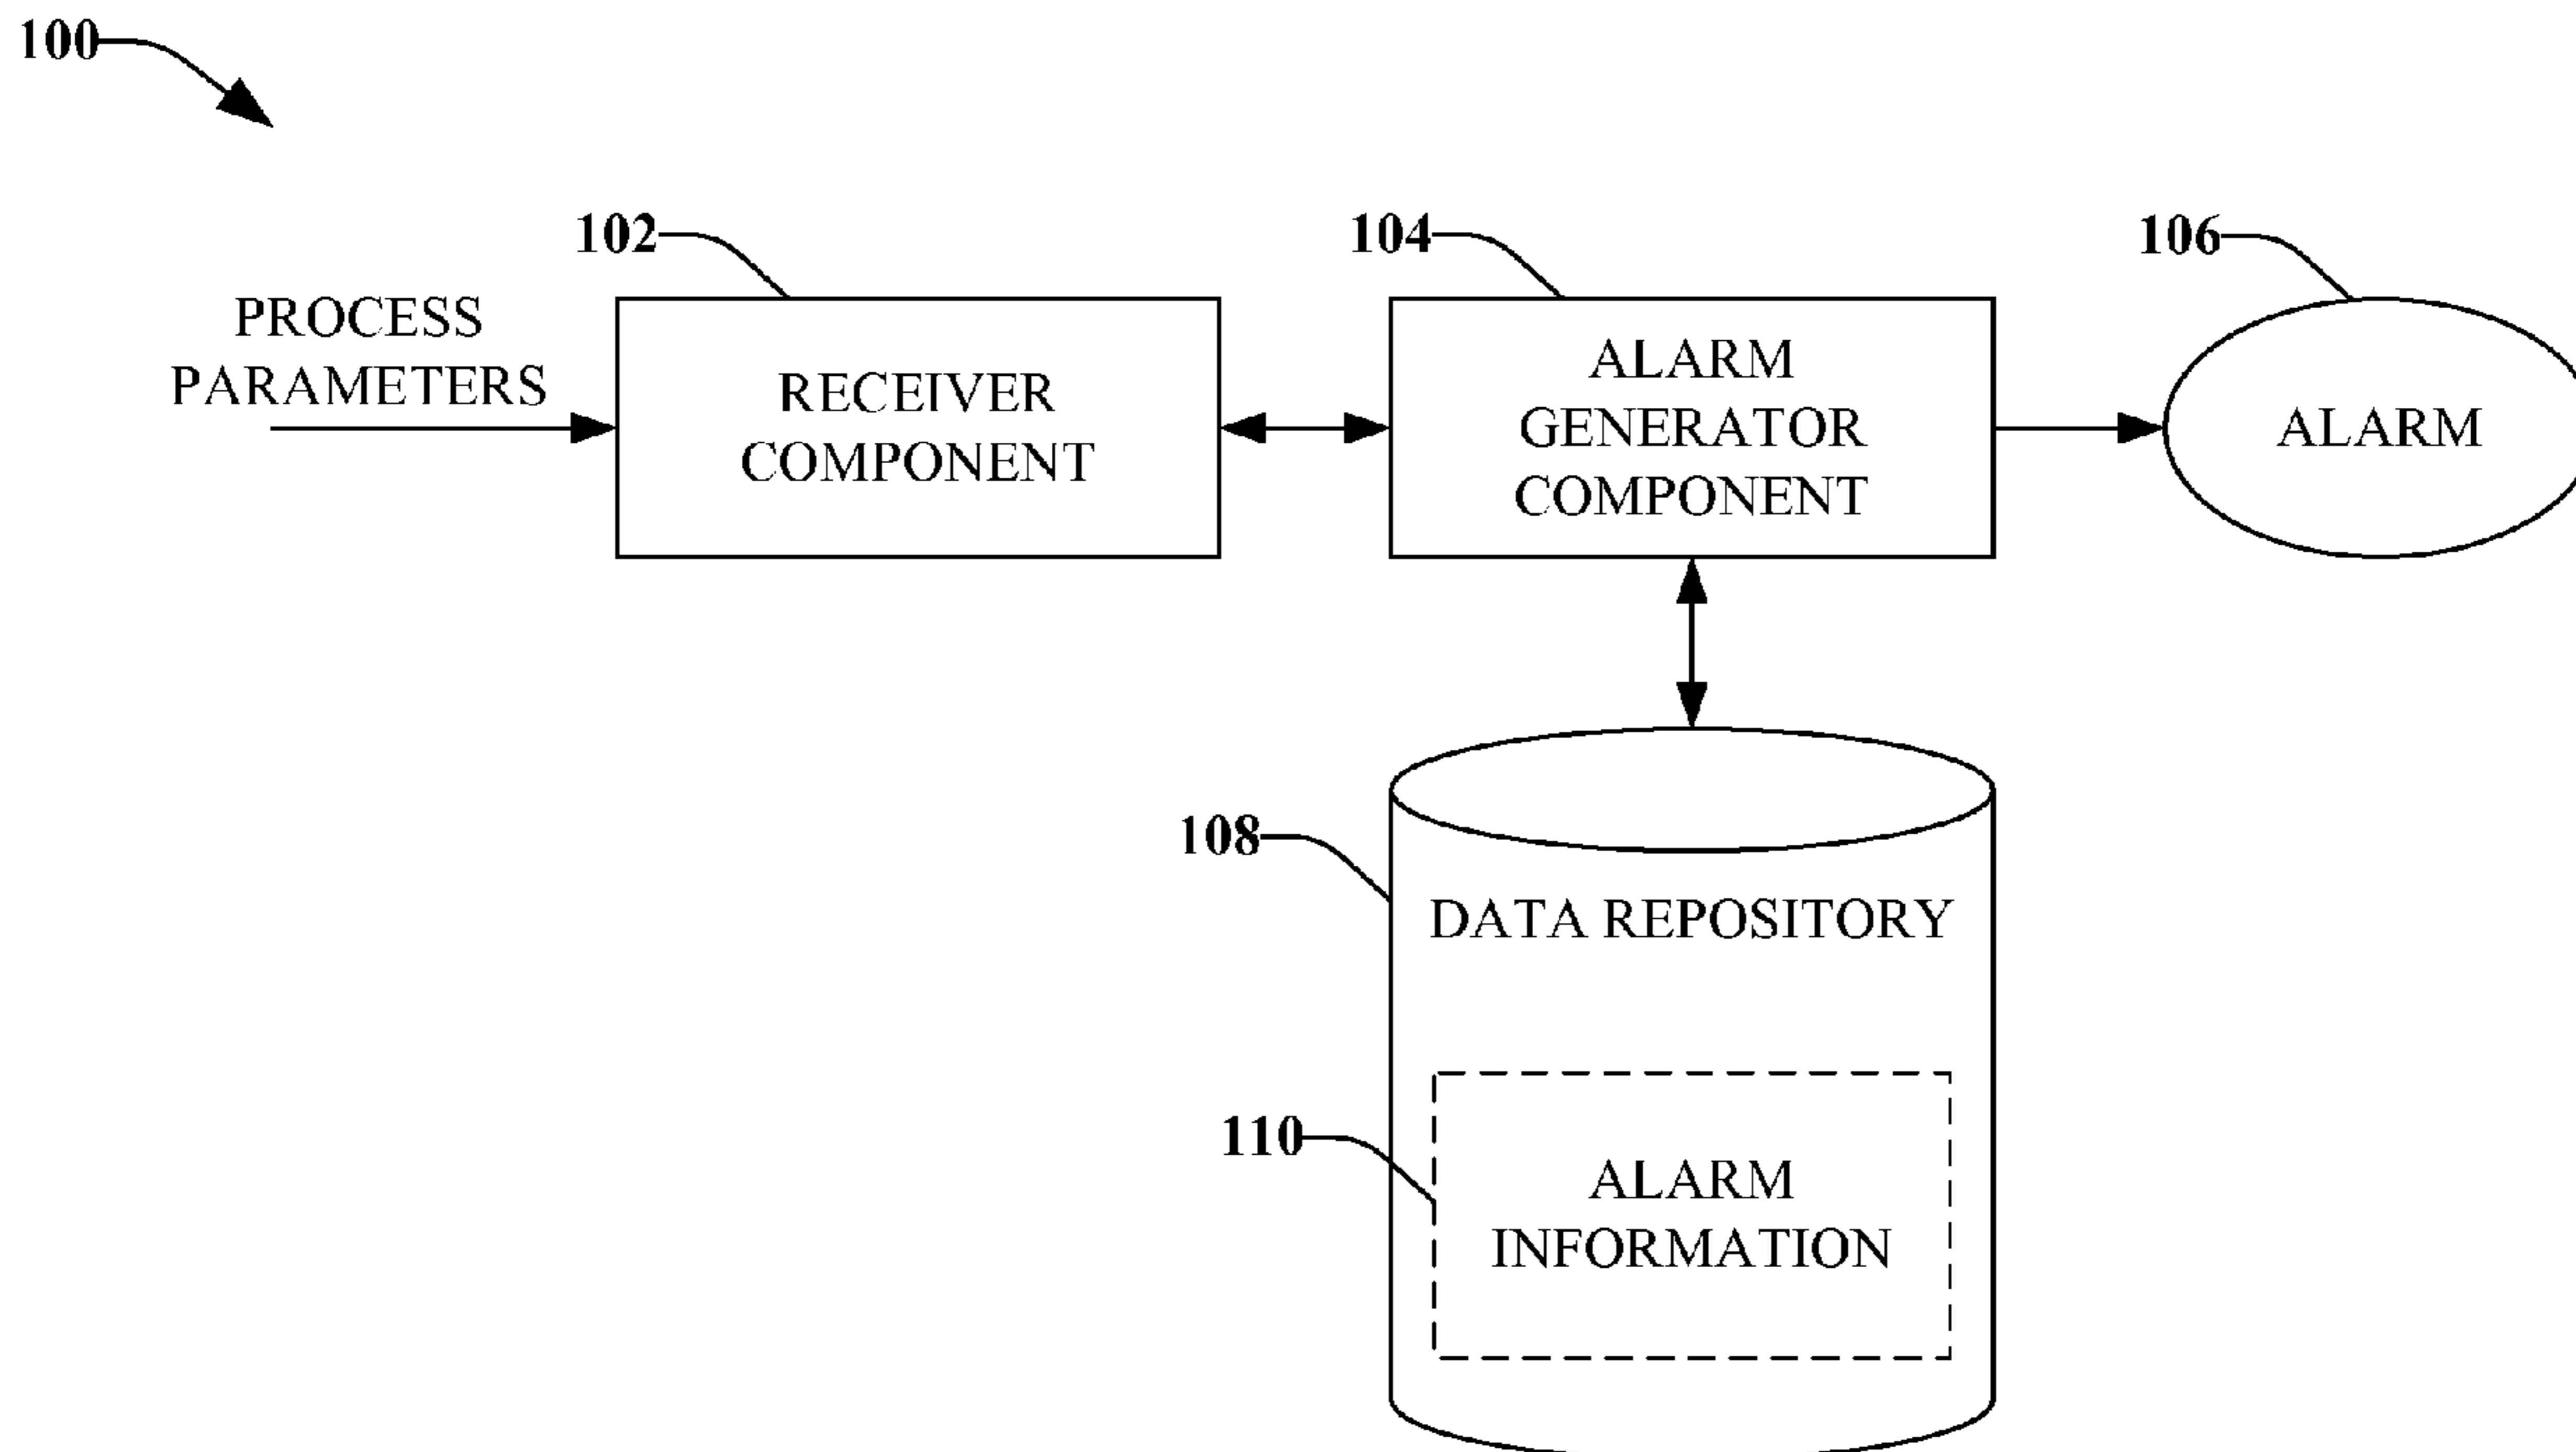 100
102
104
106
PROCESS
PARAMETERS
RECEIVER
COMPONENT
ALARM
GENERATOR
COMPONENT
ALARM
108
DATA REPOSITORY
110
ALARM
INFORMATION